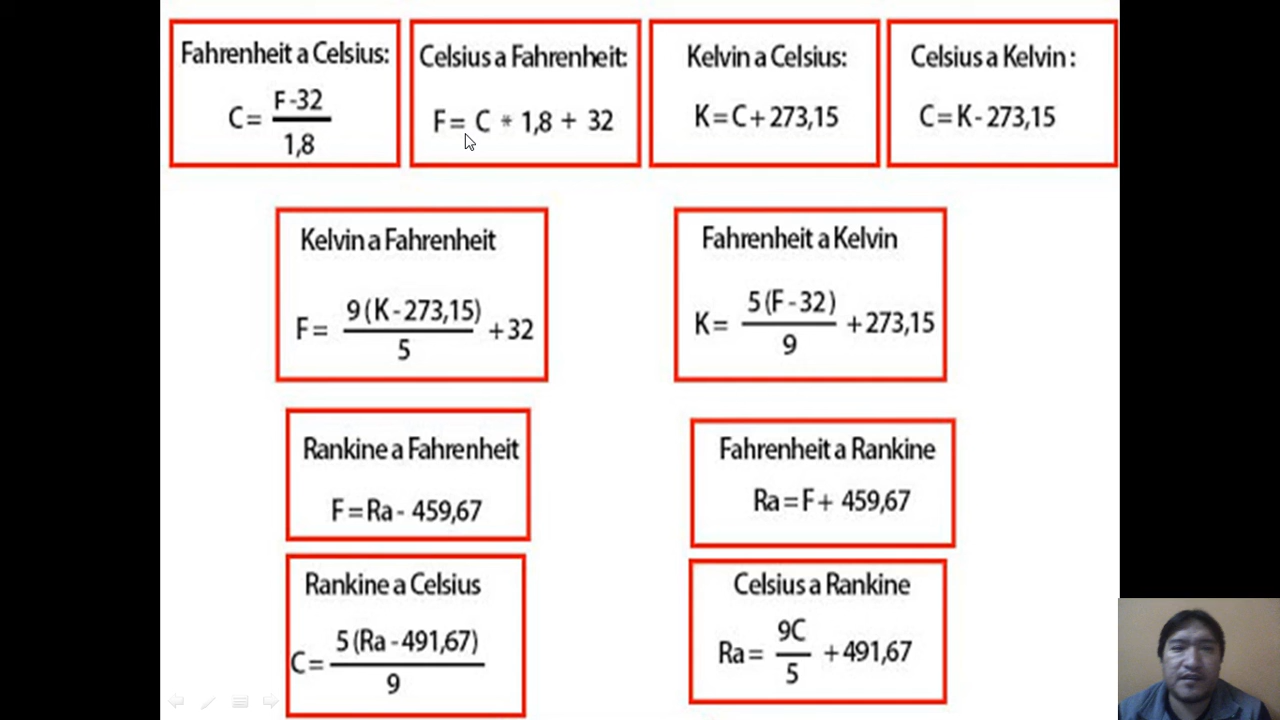 Fahrenheit a Celsius:
C = F -32
1,8
Celsius a Fahrenheit:
F = C * 1,8 + 32
Kelvin a Celsius:
K = C + 273,15
Celsius a Kelvin :
C = K - 273,15
Kelvin a Fahrenheit
F = 9 ( K - 273,15) + 32
5
Fahrenheit a Kelvin
K = 5 (F - 32) + 273,15
9
Rankine a Fahrenheit
F = Ra - 459,67
Fahrenheit a Rankine
Ra = F + 459,67
Rankine a Celsius
C = 5 (Ra - 491,67)
9
Celsius a Rankine
Ra = 9C + 491,67
5